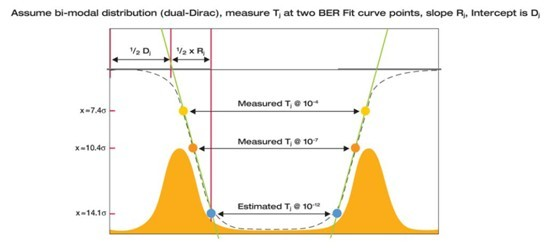 Assume bi-modal distribution (dual-Dirac), measure Tj at two BER Fit curve points, slope Rj, Intercept is Dj
½ Dj
½ x Rj
x=7.4σ
Measured Tj @ 10-4
x=10.4σ
Measured Tj @ 10-7
x=14.1σ
Estimated Tj @ 10-12